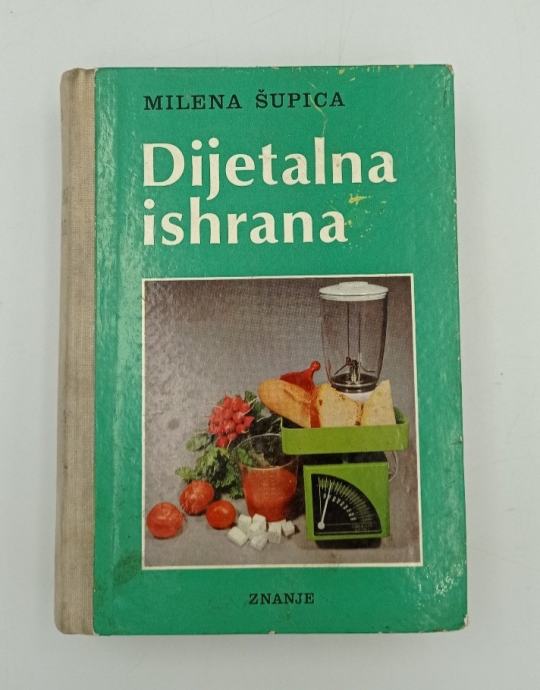 MILENA ŠUPICA
Dijetalna
ishrana
ZNANJE